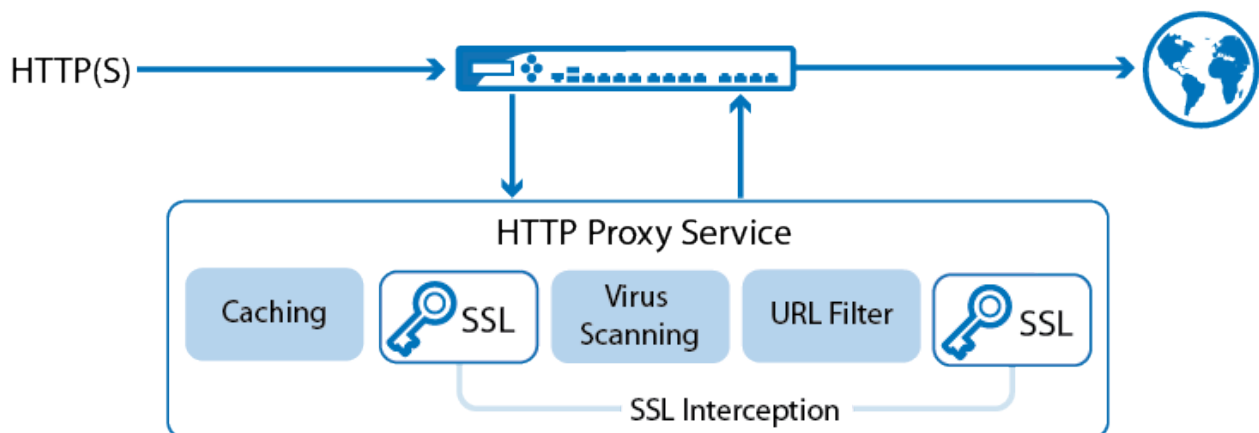 HTTP(S)
HTTP Proxy Service
Caching
SSL
Virus
Scanning
URL Filter
SSL
SSL Interception